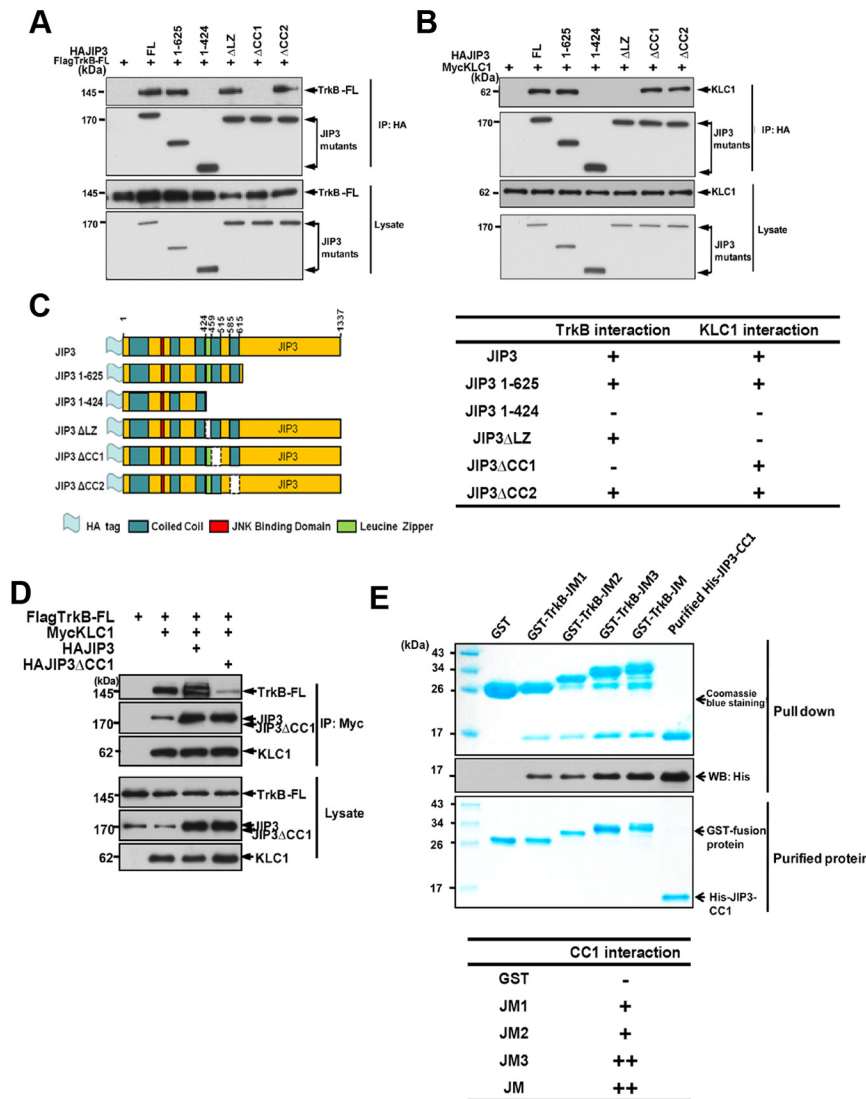 A
HAJIP3
FlagTrkB-FL
(kDa)
FL
1-625
1-424
ΔLZ
ΔCC1
ΔCC2
+ + + + + + +
145
TrkB -FL
170
JIP3
mutants
IP: HA
145
TrkB -FL
170
JIP3
mutants
Lysate
B
HAJIP3
MycKLC1
(kDa)
FL
1-625
1-424
ΔLZ
ΔCC1
ΔCC2
+ + + + + + +
62
KLC1
170
JIP3
mutants
IP: HA
62
KLC1
170
JIP3
mutants
Lysate
C
1
424
459
515
585
615
1337
JIP3
JIP3
JIP3 1-625
JIP3 1-424
JIP3 ΔLZ
JIP3
JIP3 ΔCC1
JIP3
JIP3 ΔCC2
JIP3
HA tag
Coiled Coil
JNK Binding Domain
Leucine Zipper
TrkB interaction KLC1 interaction
JIP3 + +
JIP3 1-625 + +
JIP3 1-424 - -
JIP3ΔLZ + -
JIP3ΔCC1 - +
JIP3ΔCC2 + +
D
FlagTrkB-FL + + + +
MycKLC1 + + +
HAJIP3 +
HAJIP3ΔCC1 +
(kDa)
145
TrkB-FL
170
JIP3
JIP3ΔCC1
62
KLC1
IP: Myc
145
TrkB-FL
170
JIP3
JIP3ΔCC1
62
KLC1
Lysate
E
GST
GST-TrkB-JM1
GST-TrkB-JM2
GST-TrkB-JM3
GST-TrkB-JM
Purified His-JIP3-CC1
(kDa)
43
34
26
17
Coomasie
blue staining
Pull down
17
WB: His
43
34
26
17
GST-fusion
protein
His-JIP3-
CC1
Purified protein
CC1 interaction
GST -
JM1 +
JM2 +
JM3 ++
JM ++